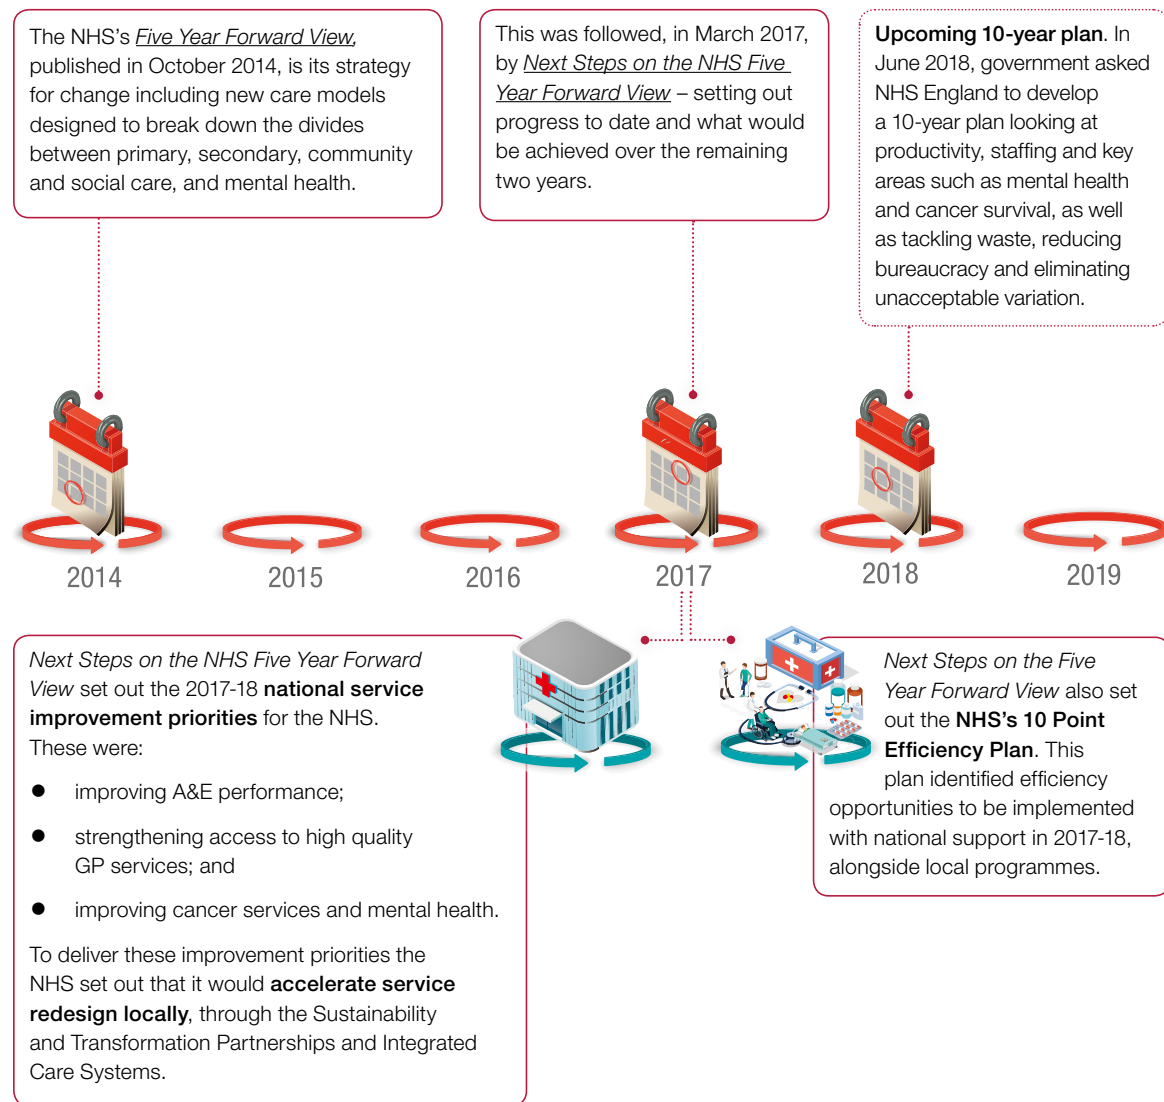 The NHS's Five Year Forward View,
published in October 2014, is its strategy
for change including new care models
designed to break down the divides
between primary, secondary, community
and social care, and mental health.
This was followed, in March 2017,
by Next Steps on the NHS Five
Year Forward View – setting out
progress to date and what would
be achieved over the remaining
two years.
Upcoming 10-year plan. In
June 2018, government asked
NHS England to develop
a 10-year plan looking at
productivity, staffing and key
areas such as mental health
and cancer survival, as well
as tackling waste, reducing
bureaucracy and eliminating
unacceptable variation.
2014
2015
2016
2017
2018
2019
Next Steps on the NHS Five Year Forward
View set out the 2017-18 national service
improvement priorities for the NHS.
These were:
● improving A&E performance;
● strengthening access to high quality
GP services; and
● improving cancer services and mental health.
To deliver these improvement priorities the
NHS set out that it would accelerate service
redesign locally, through the Sustainability
and Transformation Partnerships and Integrated
Care Systems.
Next Steps on the Five
Year Forward View also set
out the NHS's 10 Point
Efficiency Plan. This
plan identified efficiency
opportunities to be implemented
with national support in 2017-18,
alongside local programmes.